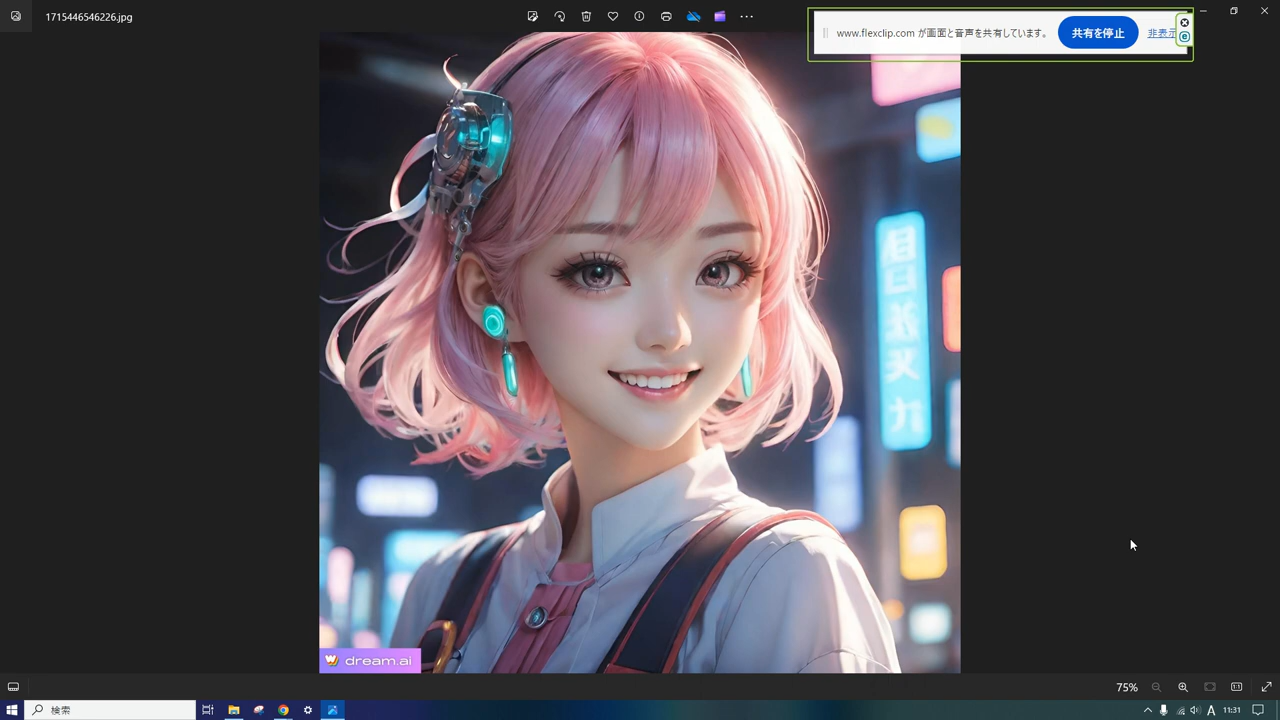 1715446546226.jpg
www.flexclip.com が画面と音声を共有しています。
共有を停止
非表示
dream.ai
75%
検索
A
11:31